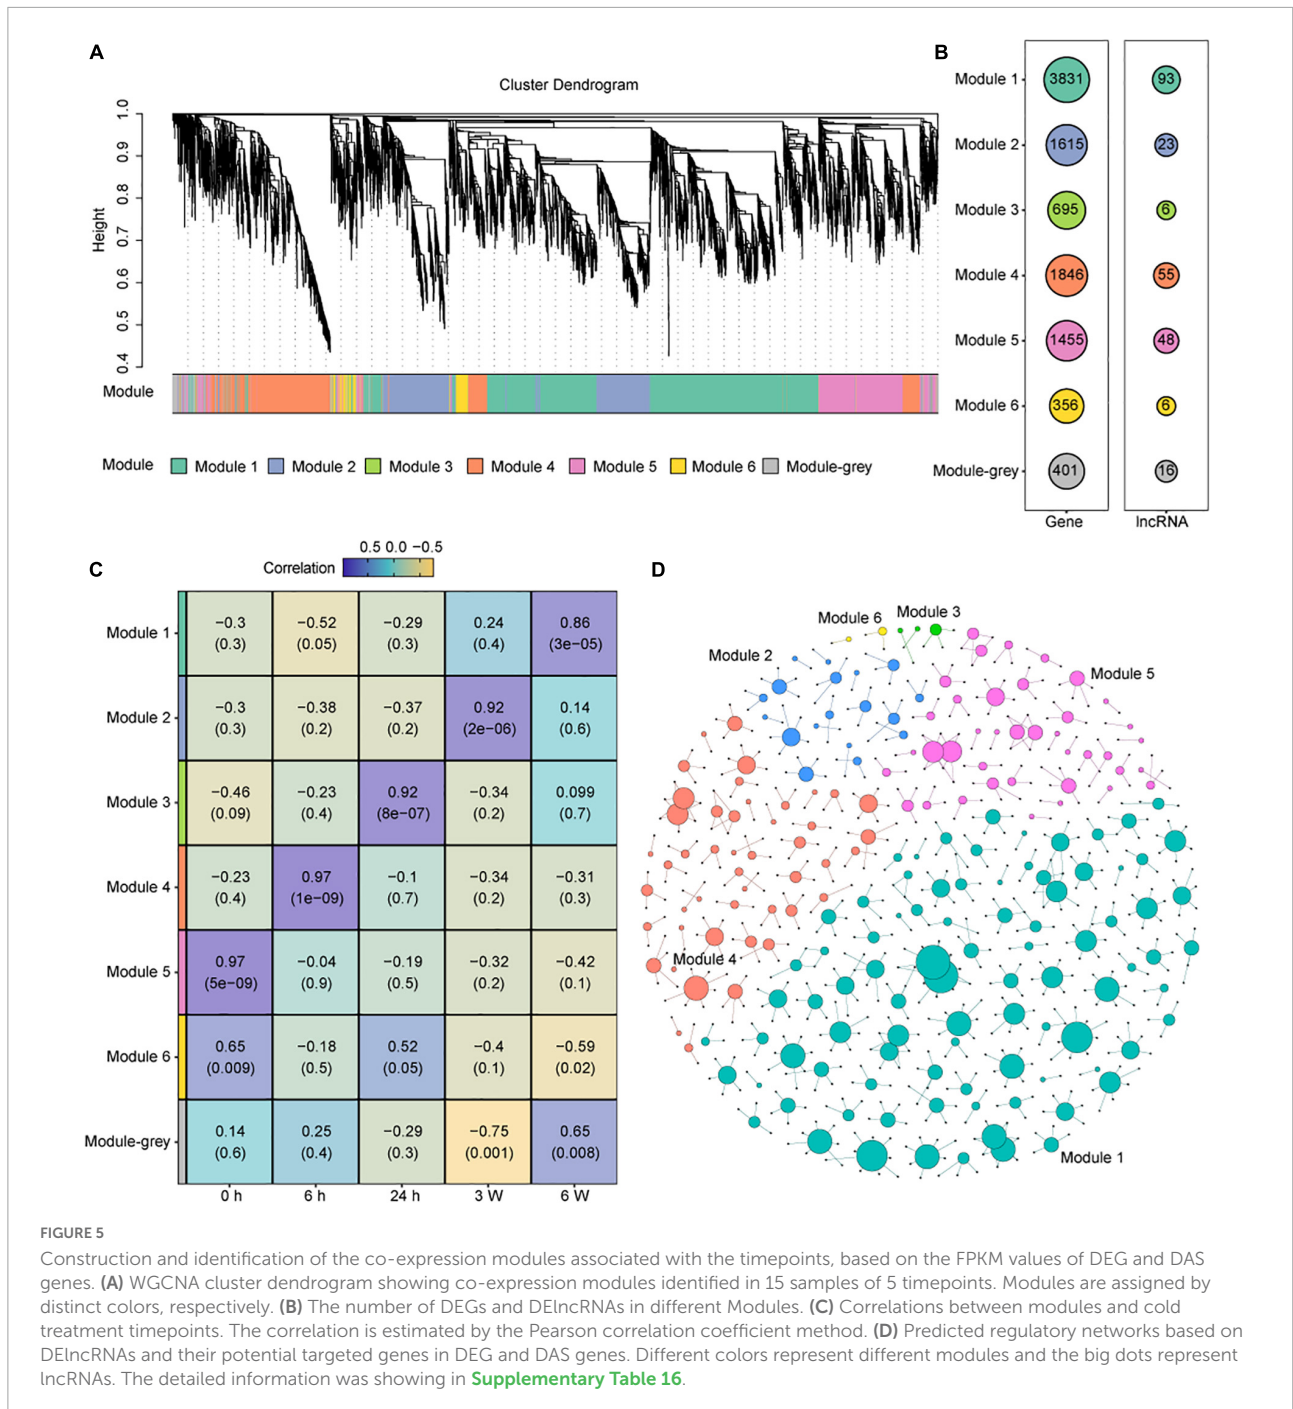 A
Cluster Dendrogram
Height
1.0
0.9
0.8
0.7
0.6
0.5
0.4
Module
Module Module 1 Module 2 Module 3 Module 4 Module 5 Module 6 Module-grey
B
Module 1 3831 93
Module 2 1615 23
Module 3 695 6
Module 4 1846 55
Module 5 1455 48
Module 6 356 6
Module-grey 401 16
Gene lncRNA
C
0.5 0.0 −0.5
Correlation
Module 1 −0.3 −0.52 −0.29 0.24 0.86
(0.3) (0.05) (0.3) (0.4) (3e−05)
Module 2 −0.3 −0.38 −0.37 0.92 0.14
(0.3) (0.2) (0.2) (2e−06) (0.6)
Module 3 −0.46 −0.23 0.92 −0.34 0.099
(0.09) (0.4) (8e−07) (0.2) (0.7)
Module 4 −0.23 0.97 −0.1 −0.34 −0.31
(0.4) (1e−09) (0.7) (0.2) (0.3)
Module 5 0.97 −0.04 −0.19 −0.32 −0.42
(5e−09) (0.9) (0.5) (0.2) (0.1)
Module 6 0.65 −0.18 0.52 −0.4 −0.59
(0.009) (0.5) (0.05) (0.1) (0.02)
Module-grey 0.14 0.25 −0.29 −0.75 0.65
(0.6) (0.4) (0.3) (0.001) (0.008)
0 h 6 h 24 h 3 W 6 W
D
Module 6 Module 3
Module 2
Module 5
Module 4
Module 1
FIGURE 5
Construction and identification of the co-expression modules associated with the timepoints, based on the FPKM values of DEG and DAS
genes. (A) WGCNA cluster dendrogram showing co-expression modules identified in 15 samples of 5 timepoints. Modules are assigned by
distinct colors, respectively. (B) The number of DEGs and DElncRNAs in different Modules. (C) Correlations between modules and cold
treatment timepoints. The correlation is estimated by the Pearson correlation coefficient method. (D) Predicted regulatory networks based on
DElncRNAs and their potential targeted genes in DEG and DAS genes. Different colors represent different modules and the big dots represent
lncRNAs. The detailed information was showing in Supplementary Table 16.